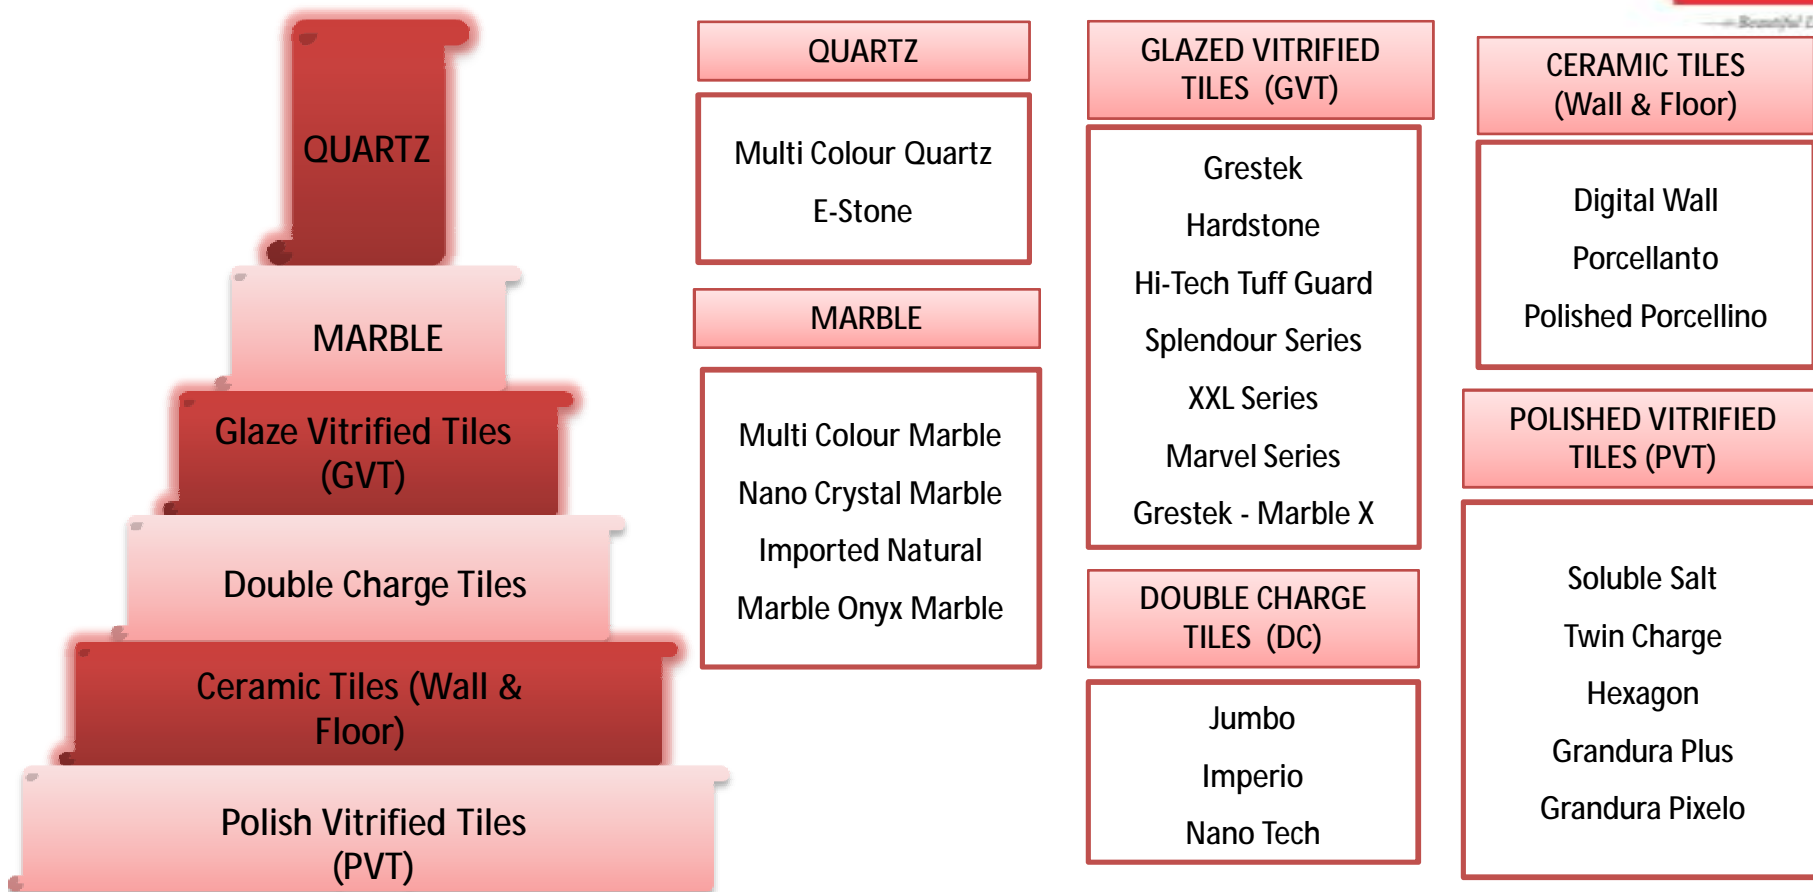 QUARTZ
MARBLE
Glaze Vitrified Tiles
(GVT)
Double Charge Tiles
Ceramic Tiles (Wall &
Floor)
Polish Vitrified Tiles
(PVT)
QUARTZ
Multi Colour Quartz
E-Stone
MARBLE
Multi Colour Marble
Nano Crystal Marble
Imported Natural
Marble Onyx Marble
GLAZED VITRIFIED
TILES (GVT)
Grestek
Hardstone
Hi-Tech Tuff Guard
Splendour Series
XXL Series
Marvel Series
Grestek - Marble X
DOUBLE CHARGE
TILES (DC)
Jumbo
Imperio
Nano Tech
Beautiful
CERAMIC TILES
(Wall & Floor)
Digital Wall
Porcellanto
Polished Porcellino
POLISHED VITRIFIED
TILES (PVT)
Soluble Salt
Twin Charge
Hexagon
Grandura Plus
Grandura Pixelo